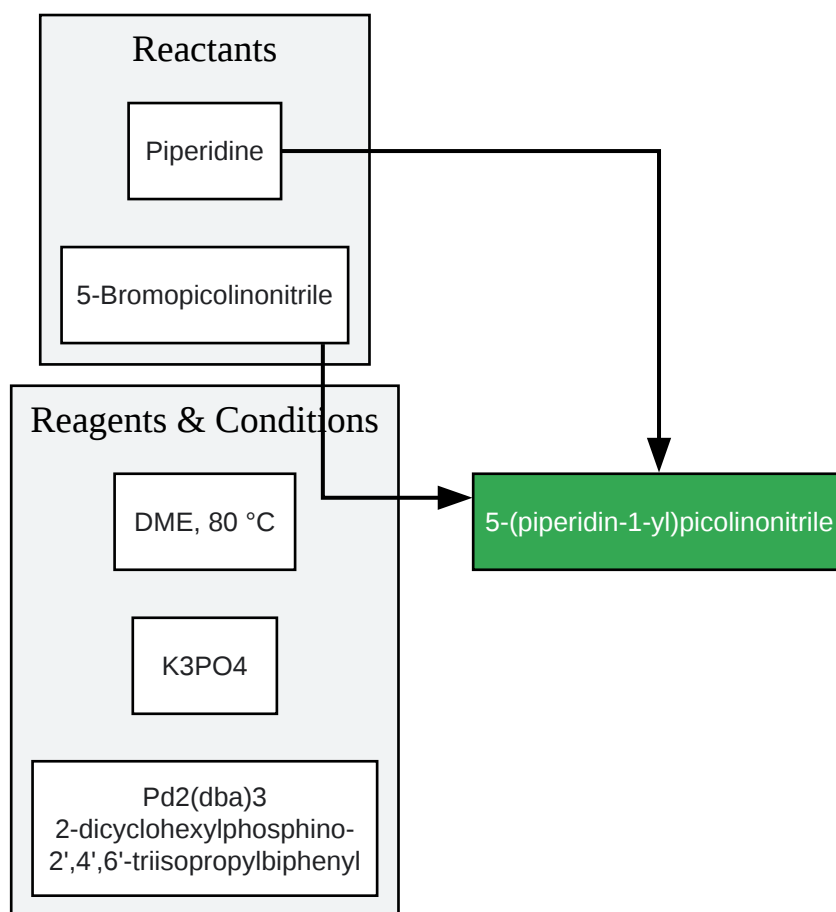 Reactants
Piperidine
5-Bromopicolinonitrile
Reagents & Conditions
DME, 80 °C
5-(piperidin-1-yl)picolinonitrile
K3PO4
Pd2(dba)3
2-dicyclohexylphosphino-
2',4',6'-triisopropylbiphenyl